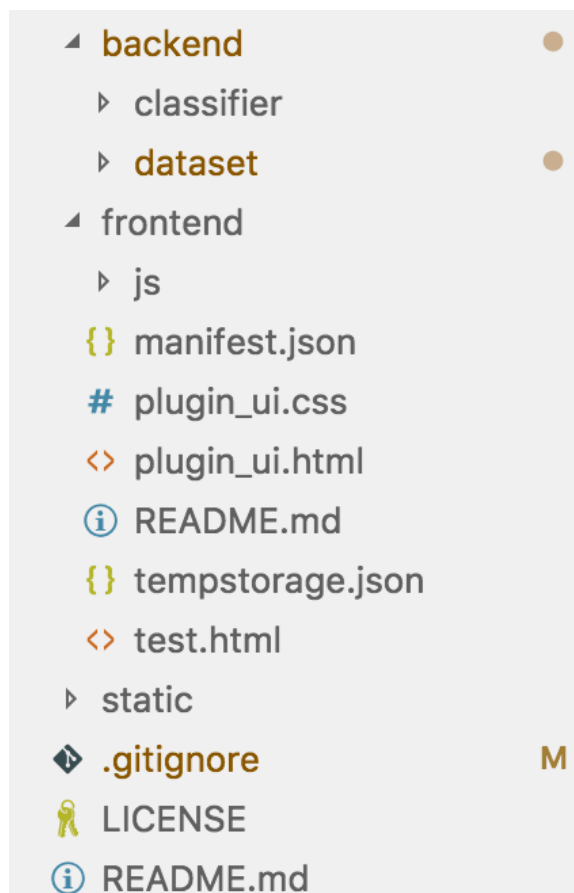 backend
classifier
dataset
frontend
js
{} manifest.json
# plugin_ui.css
<> plugin_ui.html
README.md
{} tempstorage.json
<> test.html
static
.gitignore M
LICENSE
README.md